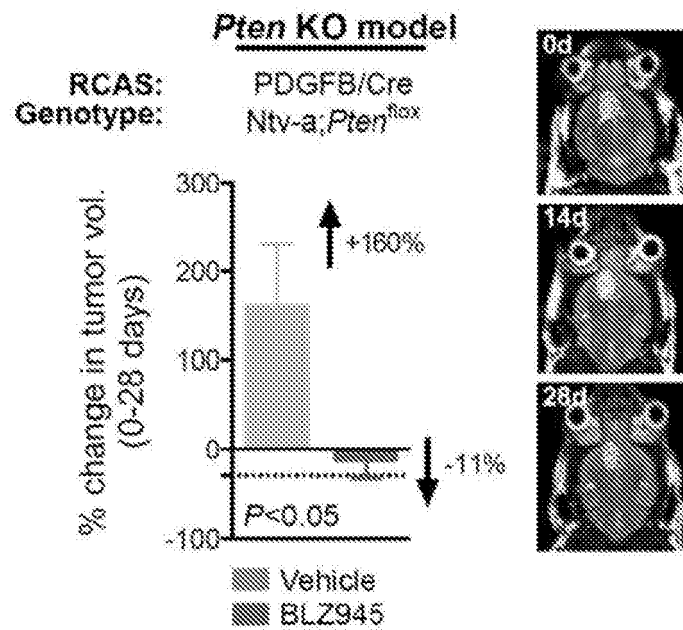 Pten KO model
RCAS: PDGFB/Cre
Genotype: Ntv-a;Pten^flox
% change in tumor vol.
(0-28 days)
300
200
100
0
-100
+160%
-11%
P<0.05
Vehicle
BLZ945
0d
14d
28d